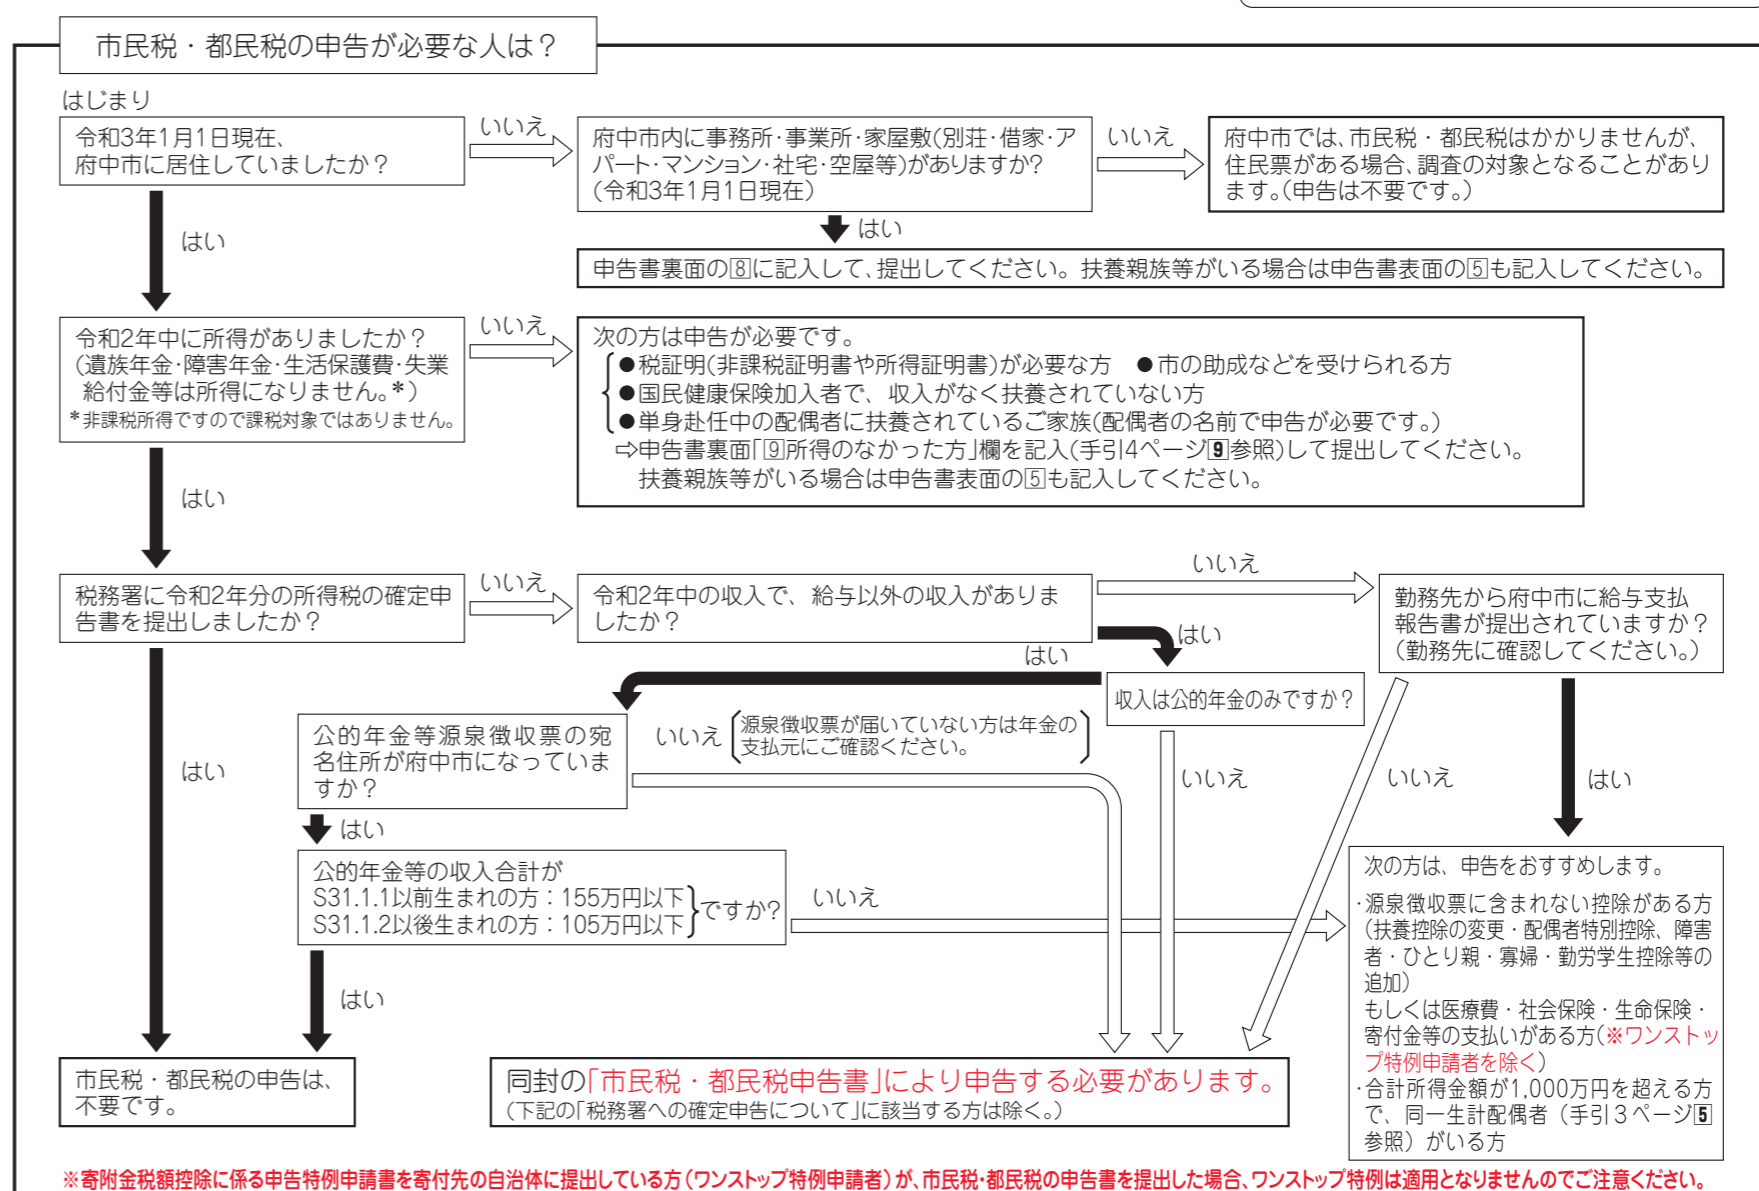 市民税・都民税の申告が必要な人は？
はじまり
令和3年1月1日現在、
府中市に居住していましたか？
いいえ
府中市内に事務所・事業所・家屋敷(別荘・借家・ア
パート・マンション・社宅・空屋等)がありますか?
(令和3年1月1日現在)
いいえ
府中市では、市民税・都民税はかかりませんが、
住民票がある場合、調査の対象となることがあり
ます。(申告は不要です。)
はい
はい
申告書裏面の8に記入して、提出してください。扶養親族等がいる場合は申告書表面の5も記入してください。
令和2年中に所得がありましたか？
(遺族年金・障害年金・生活保護費・失業
給付金等は所得になりません。*)
*非課税所得ですので課税対象ではありません。
いいえ
次の方は申告が必要です。
●税証明(非課税証明書や所得証明書)が必要な方　●市の助成などを受けられる方
●国民健康保険加入者で、収入がなく扶養されていない方
●単身赴任中の配偶者に扶養されているご家族(配偶者の名前で申告が必要です。)
⇨申告書裏面「9所得のなかった方」欄を記入(手引4ページ9参照)して提出してください。
扶養親族等がいる場合は申告書表面の5も記入してください。
はい
税務署に令和2年分の所得税の確定申
告書を提出しましたか？
いいえ
令和2年中の収入で、給与以外の収入がありま
したか？
いいえ
勤務先から府中市に給与支払
報告書が提出されていますか？
(勤務先に確認してください。)
はい
はい
収入は公的年金のみですか？
公的年金等源泉徴収票の宛
名住所が府中市になっていま
すか？
いいえ
源泉徴収票が届いていない方は年金の
支払元にご確認ください。
はい
いいえ
いいえ
はい
はい
公的年金等の収入合計が
S31.1.1以前生まれの方：155万円以下
S31.1.2以後生まれの方：105万円以下
ですか?
いいえ
はい
次の方は、申告をおすすめします。
・源泉徴収票に含まれない控除がある方
(扶養控除の変更・配偶者特別控除、障害
者・ひとり親・寡婦・勤労学生控除等の
追加)
もしくは医療費・社会保険・生命保険・
寄付金等の支払いがある方(※ワンストッ
プ特例申請者を除く)
・合計所得金額が1,000万円を超える方
で、同一生計配偶者（手引３ページ5
参照）がいる方
市民税・都民税の申告は、
不要です。
同封の「市民税・都民税申告書」により申告する必要があります。
(下記の「税務署への確定申告について」に該当する方は除く。)
※寄附金税額控除に係る申告特例申請書を寄付先の自治体に提出している方(ワンストップ特例申請者)が、市民税・都民税の申告書を提出した場合、ワンストップ特例は適用となりませんのでご注意ください。